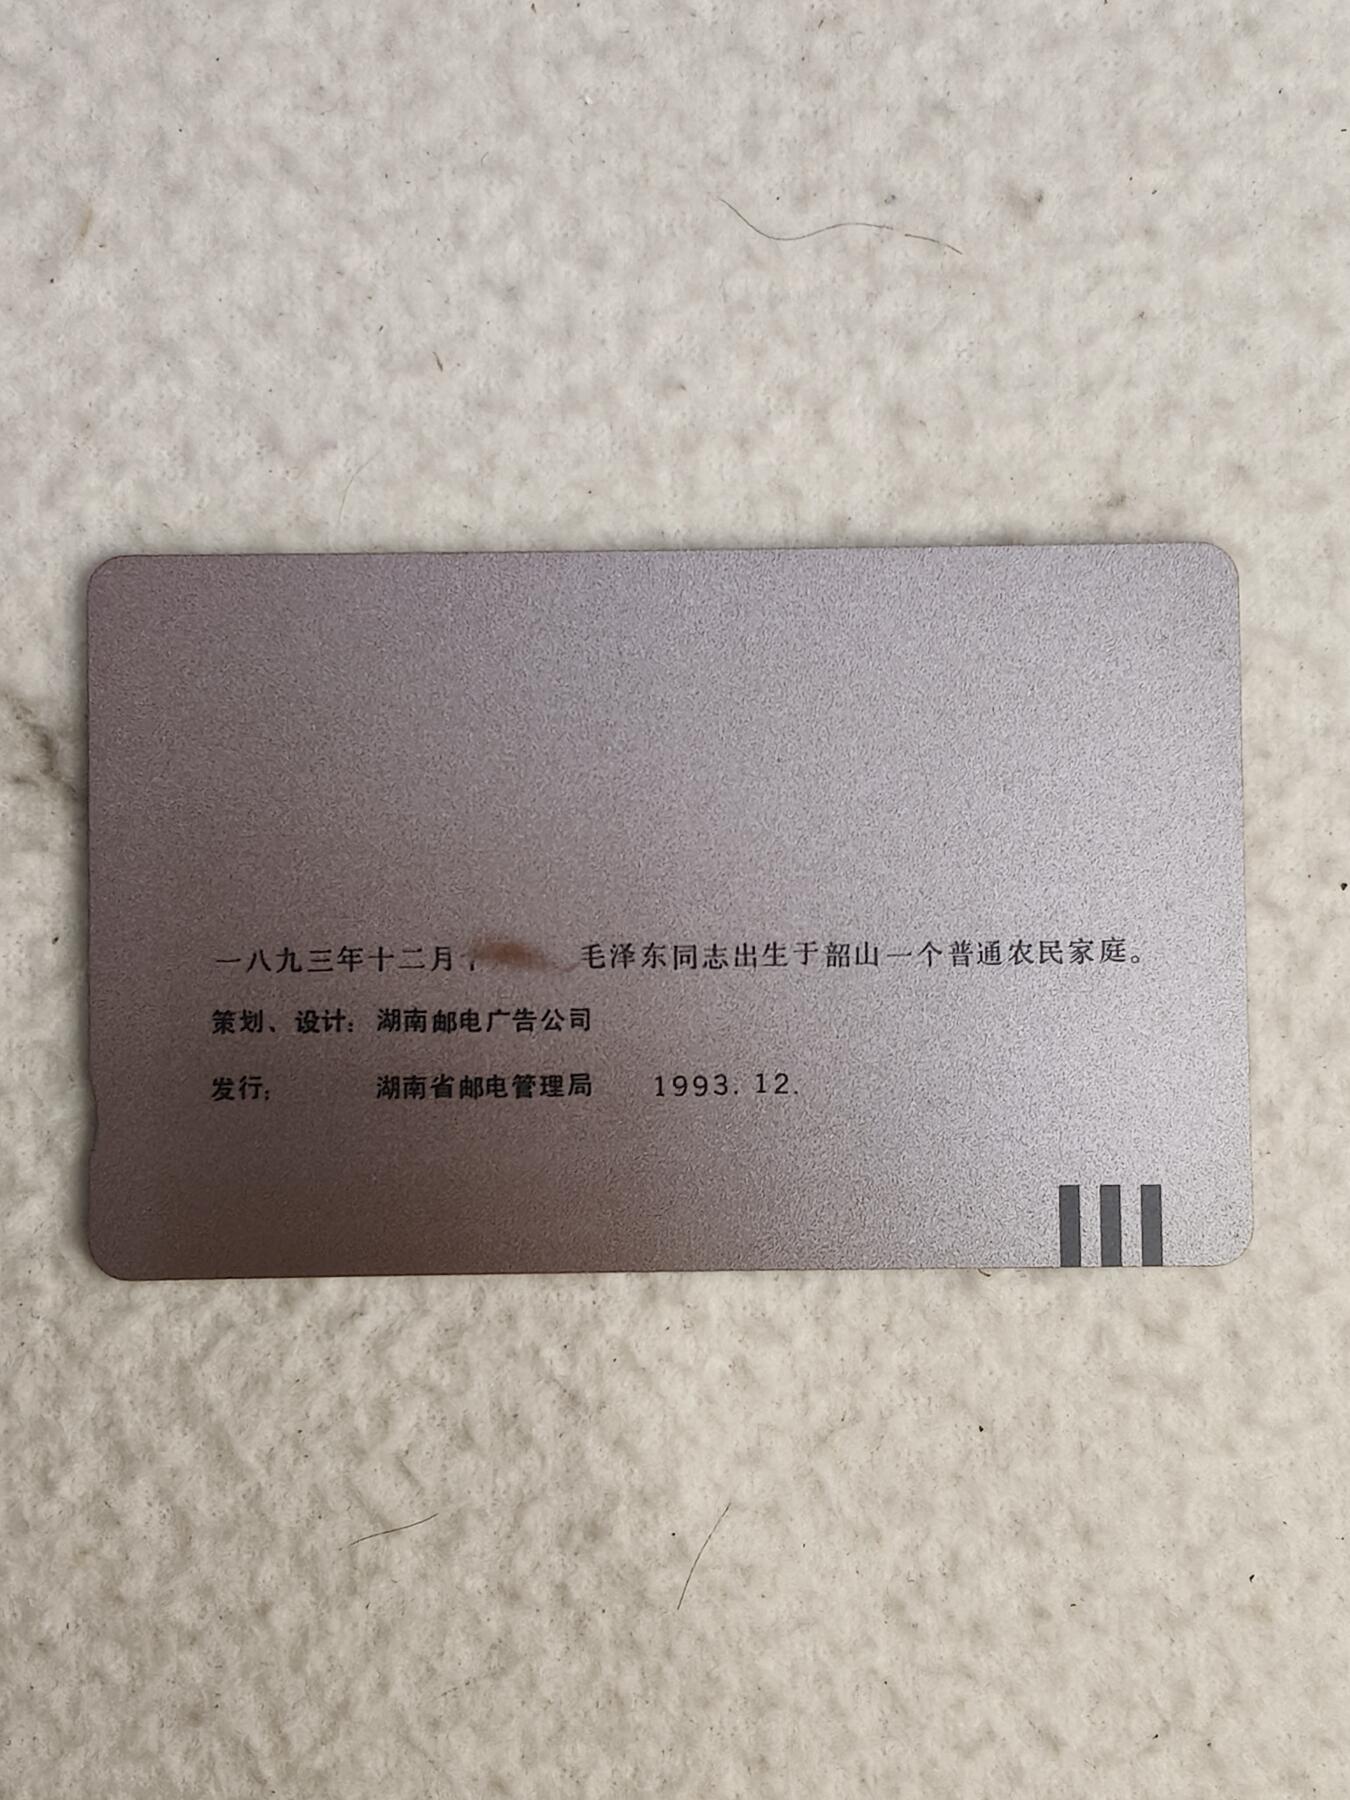 一八九三年十二月 毛泽东同志出生于韶山一个普通农民家庭。
策划、设计：湖南邮电广告公司
发行： 湖南省邮电管理局 1993. 12.